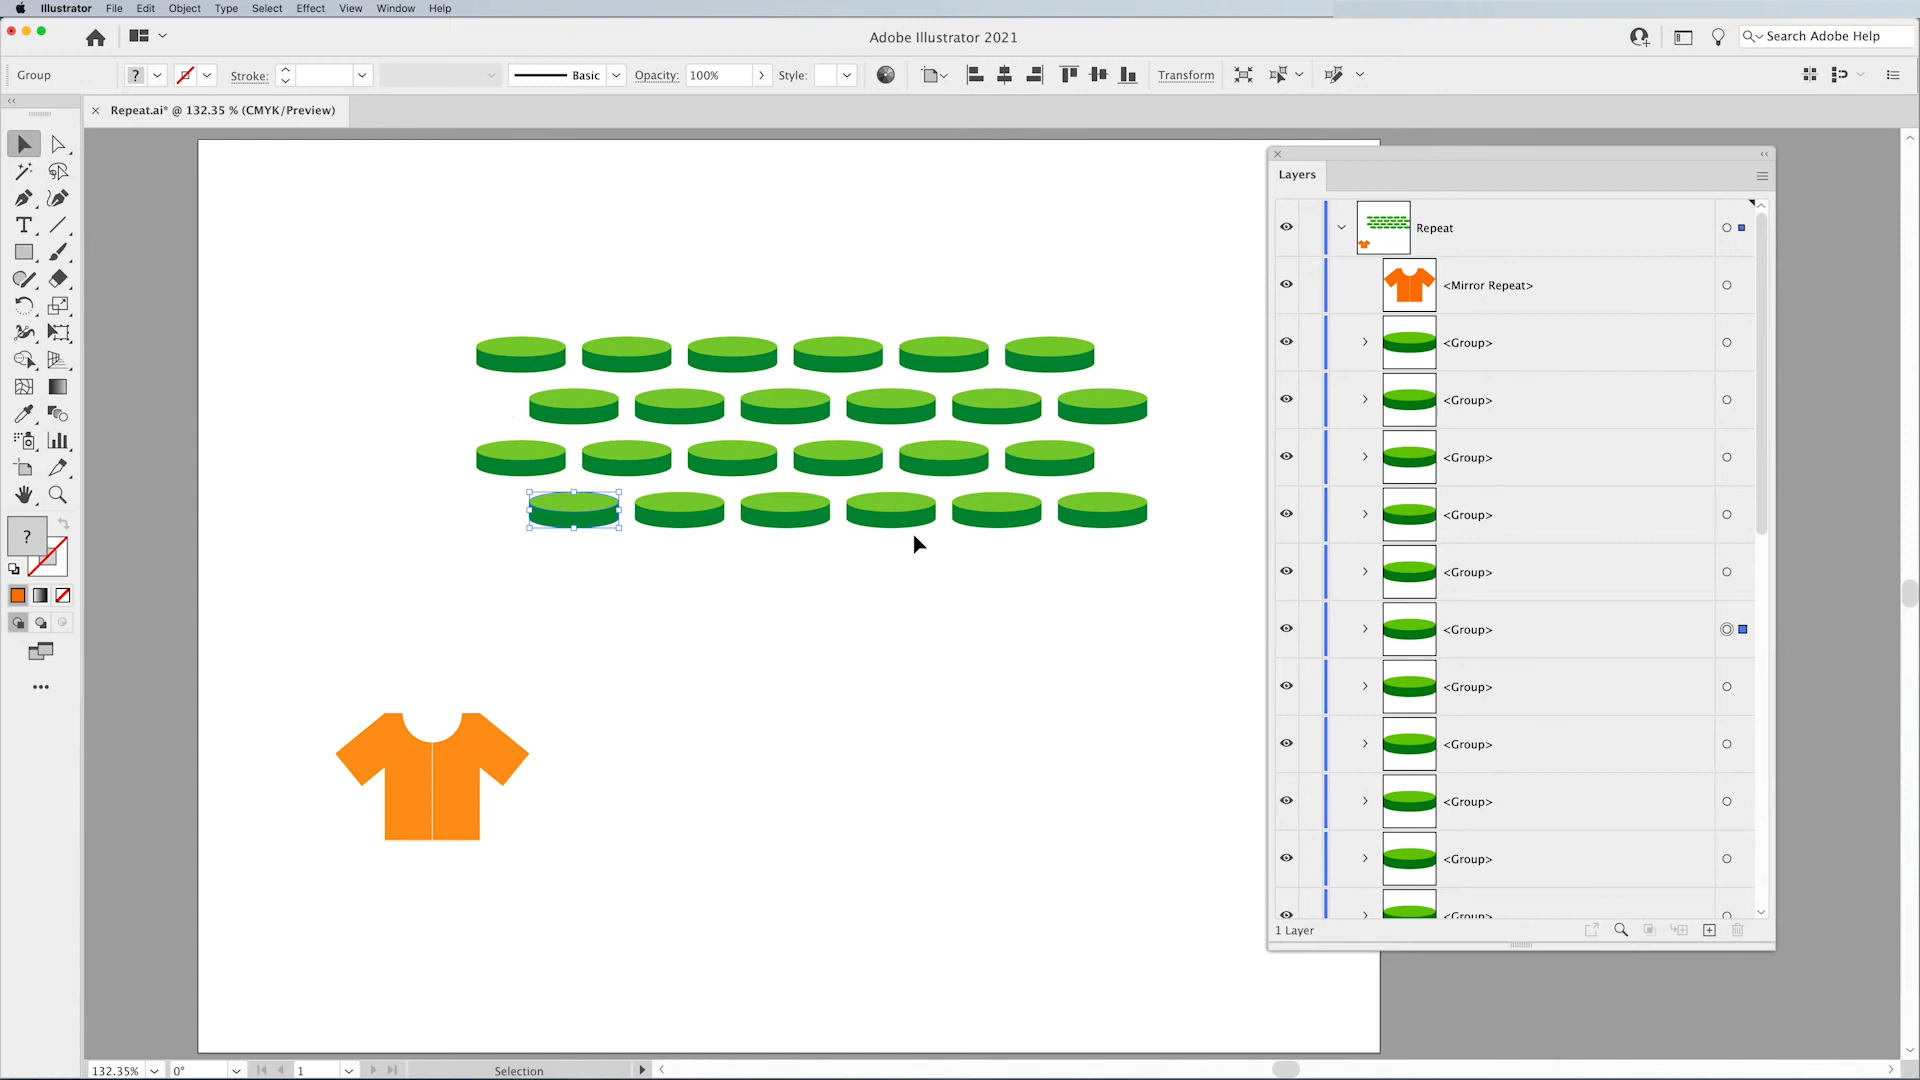 Illustrator File Edit Object Type Select Effect View Window Help
Adobe Illustrator 2021
Search Adobe Help
Group ? Stroke: Basic Opacity: 100% Style: Transform
Repeat.ai* @ 132.35 % (CMYK/Preview)
Layers
Repeat
<Mirror Repeat>
<Group>
<Group>
<Group>
<Group>
<Group>
<Group>
<Group>
<Group>
<Group>
<Group>
<Group>
?
1 Layer
132.35% 0° 1 Selection